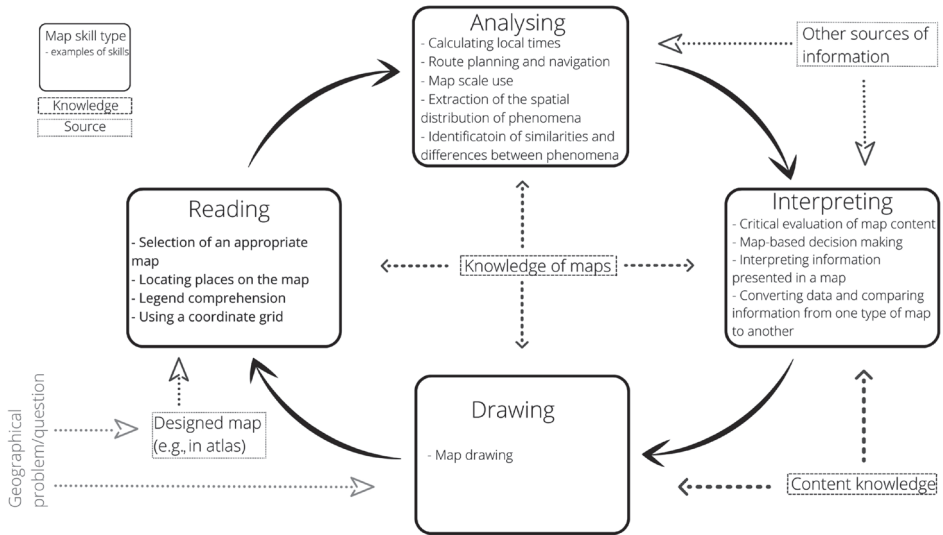 Map skill type
- examples of skills
Knowledge
Source
Analysing
- Calculating local times
- Route planning and navigation
- Map scale use
- Extraction of the spatial
distribution of phenomena
- Identificatoin of similarities and
differences between phenomena
Other sources of
information
Reading
- Selection of an appropriate
map
- Locating places on the map
- Legend comprehension
- Using a coordinate grid
Knowledge of maps
Interpreting
- Critical evaluation of map content
- Map-based decision making
- Interpreting information
presented in a map
- Converting data and comparing
information from one type of map
to another
Geographical
problem/question
Designed map
(e.g., in atlas)
Drawing
- Map drawing
Content knowledge